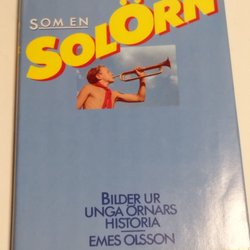 SOM EN
SOLÖRN
BILDER UR
UNGA ÖRNARS
HISTORIA
EMES OLSSON